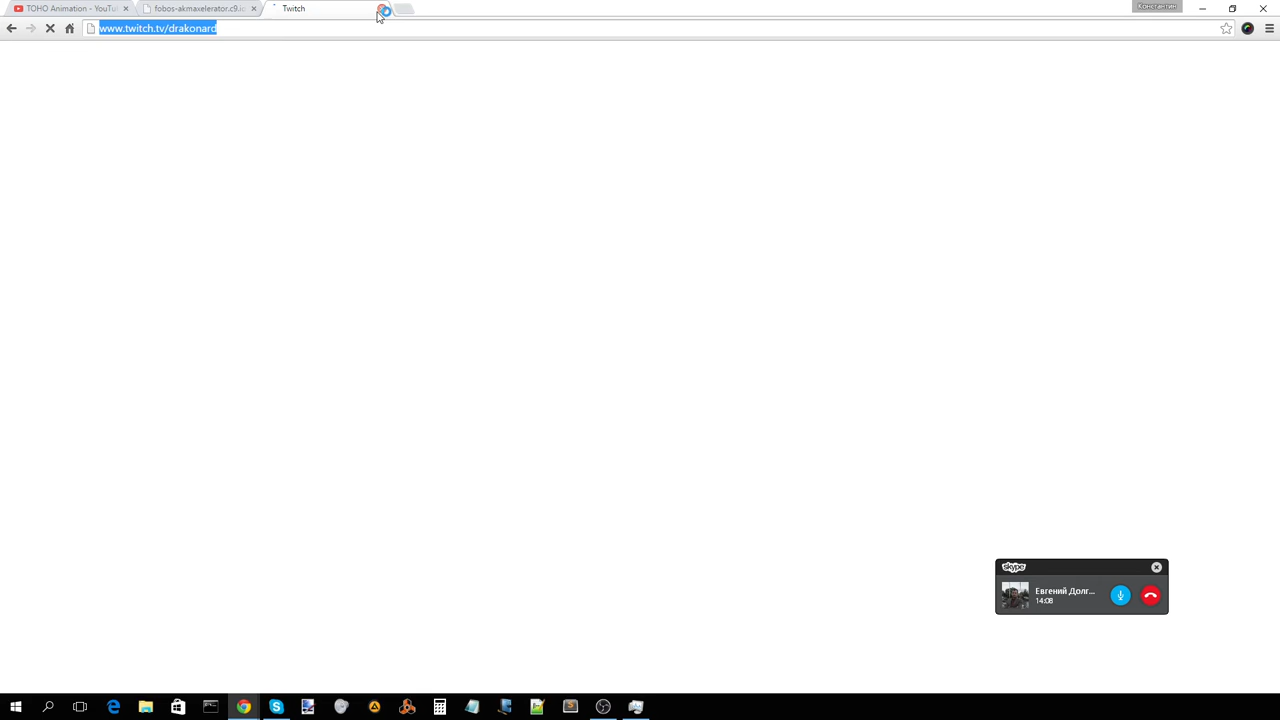 TOHO Animation - YouTu
fobos-akmaxelerator.c9.io
Twitch
Константин
www.twitch.tv/drakonard
skype
Евгений Долг...
14:08